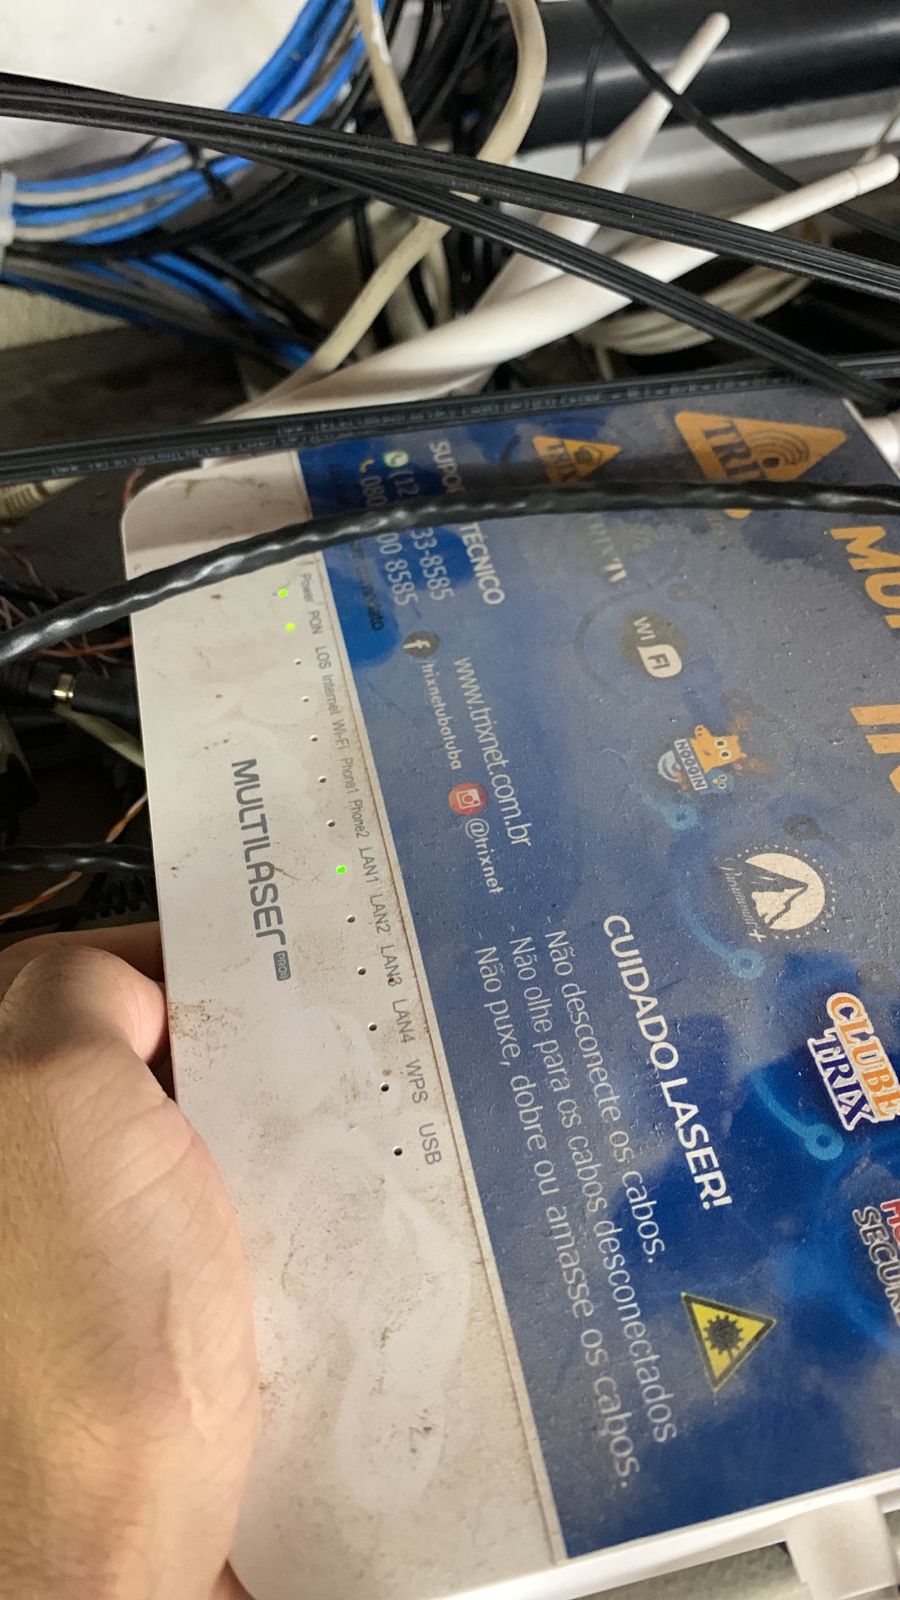 Power PON LOS Internet Wi-Fi Phone1 Phone2 LAN1 LAN2 LAN3 LAN4 WPS USB
MULTILASER
PRO
TÉCNICO
33-8585
00 8585
www.trixnet.com.br
trixnetubatuba
@trixnet
TRIX
WI FI
NOGGIN
Paramount+
CLUBE
TRIX
CUIDADO LASER!
- Não desconecte os cabos.
- Não olhe para os cabos desconectados
- Não puxe, dobre ou amasse os cabos.